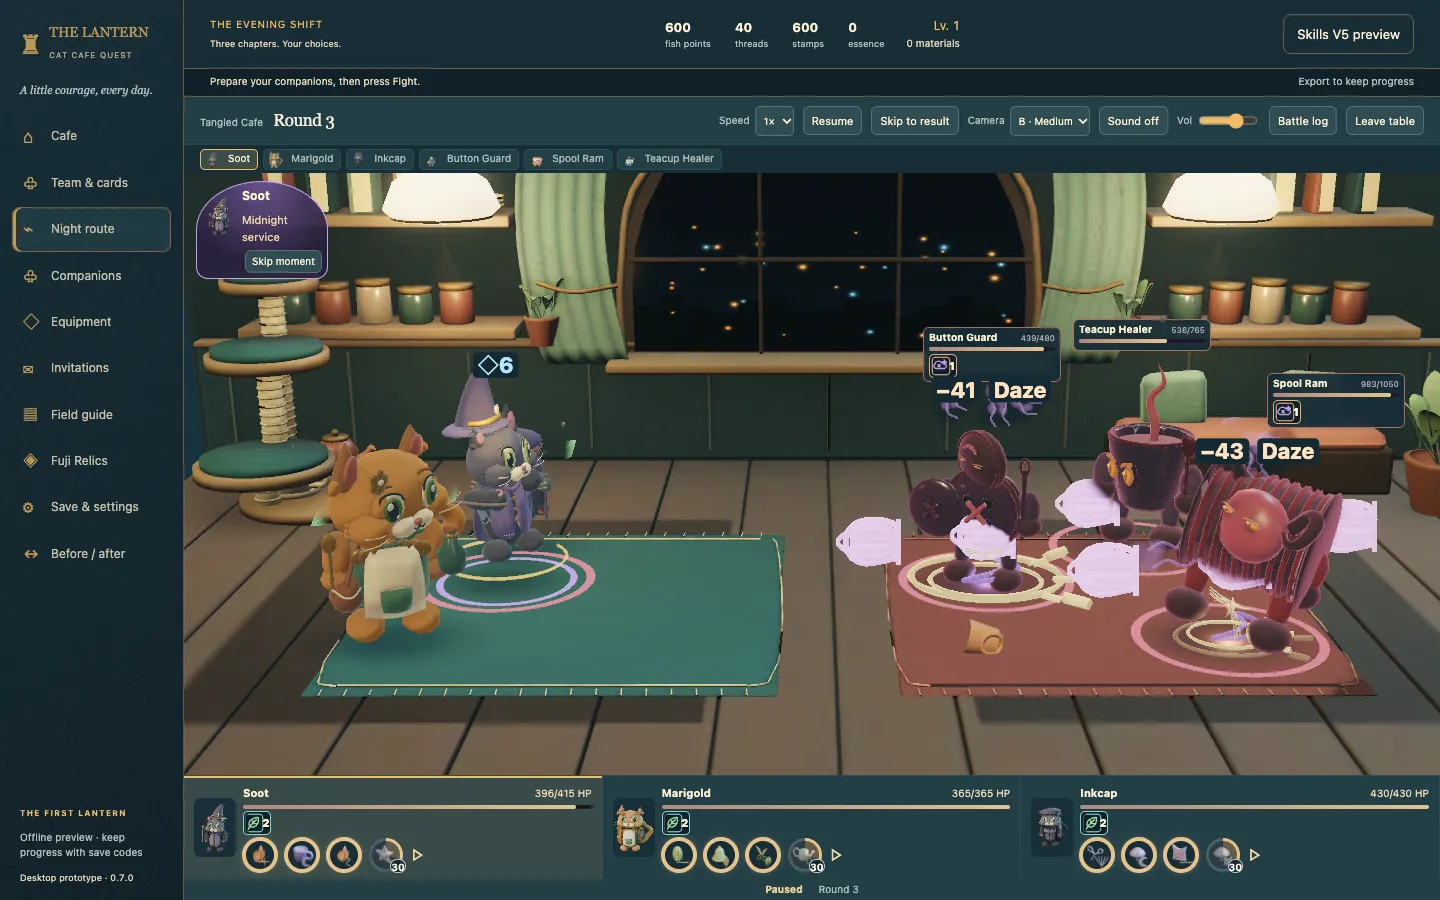 THE LANTERN
CAT CAFE QUEST
A little courage, every day.
Cafe
Team & cards
Night route
Companions
Equipment
Invitations
Field guide
Fuji Relics
Save & settings
Before / after
THE FIRST LANTERN
Offline preview · keep
progress with save codes
Desktop prototype · 0.7.0
THE EVENING SHIFT
Three chapters. Your choices.
600 40 600 0 Lv. 1
fish points threads stamps essence 0 materials
Skills V5 preview
Prepare your companions, then press Fight.
Export to keep progress
Tangled Cafe Round 3
Speed 1x Resume Skip to result Camera B · Medium Sound off Vol Battle log Leave table
Soot Marigold Inkcap Button Guard Spool Ram Teacup Healer
Soot
Midnight
service
Skip moment
6
Button Guard 439/480
1
−41 Daze
Teacup Healer 536/765
Spool Ram 983/1050
1
−43 Daze
Soot 396/415 HP
2
30
Marigold 365/365 HP
2
30
Inkcap 430/430 HP
2
30
Paused Round 3